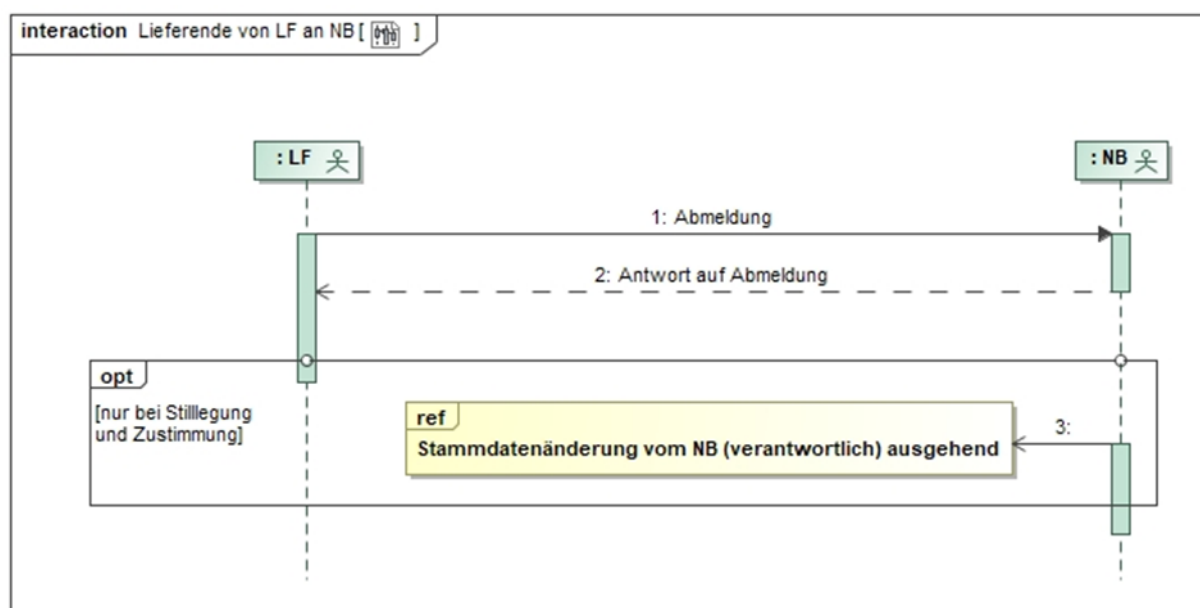 interaction Lieferende von LF an NB [ ]
: LF
: NB
1: Abmeldung
2: Antwort auf Abmeldung
opt
[nur bei Stilllegung
und Zustimmung]
ref
3:
Stammdatenänderung vom NB (verantwortlich) ausgehend